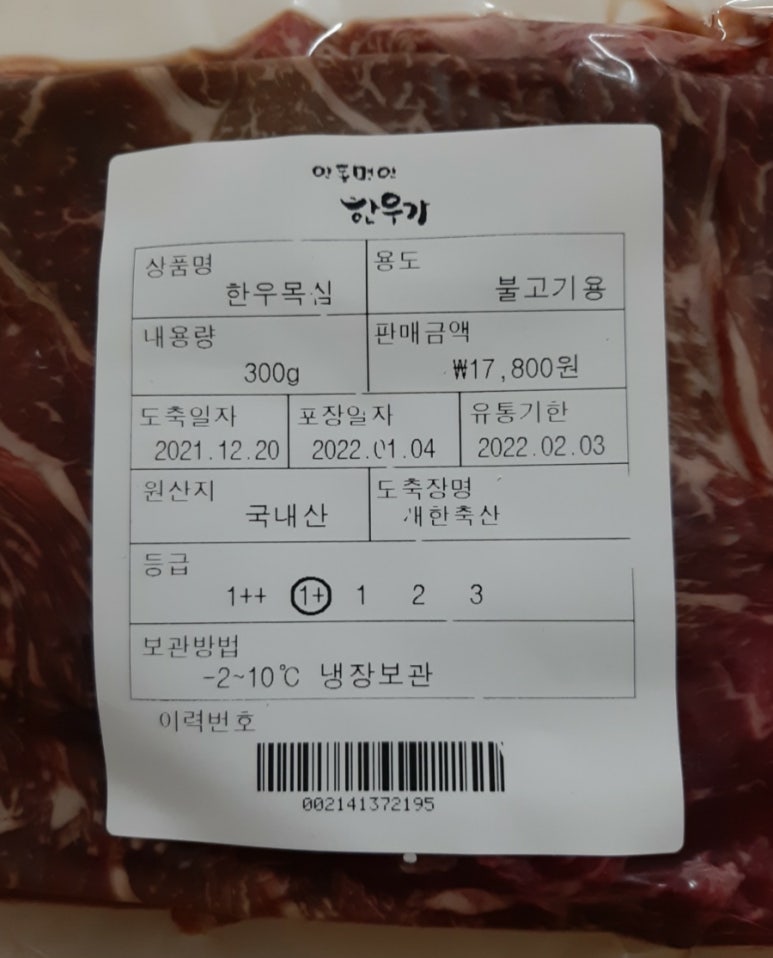 안동명인
한우가
상품명
한우목심
용도
불고기용
내용량
300g
판매금액
₩17,800원
도축일자
2021.12.20
포장일자
2022.01.04
유통기한
2022.02.03
원산지
국내산
도축장명
새한축산
등급
1++ 1+ 1 2 3
보관방법
-2~10℃ 냉장보관
이력번호
002141372195